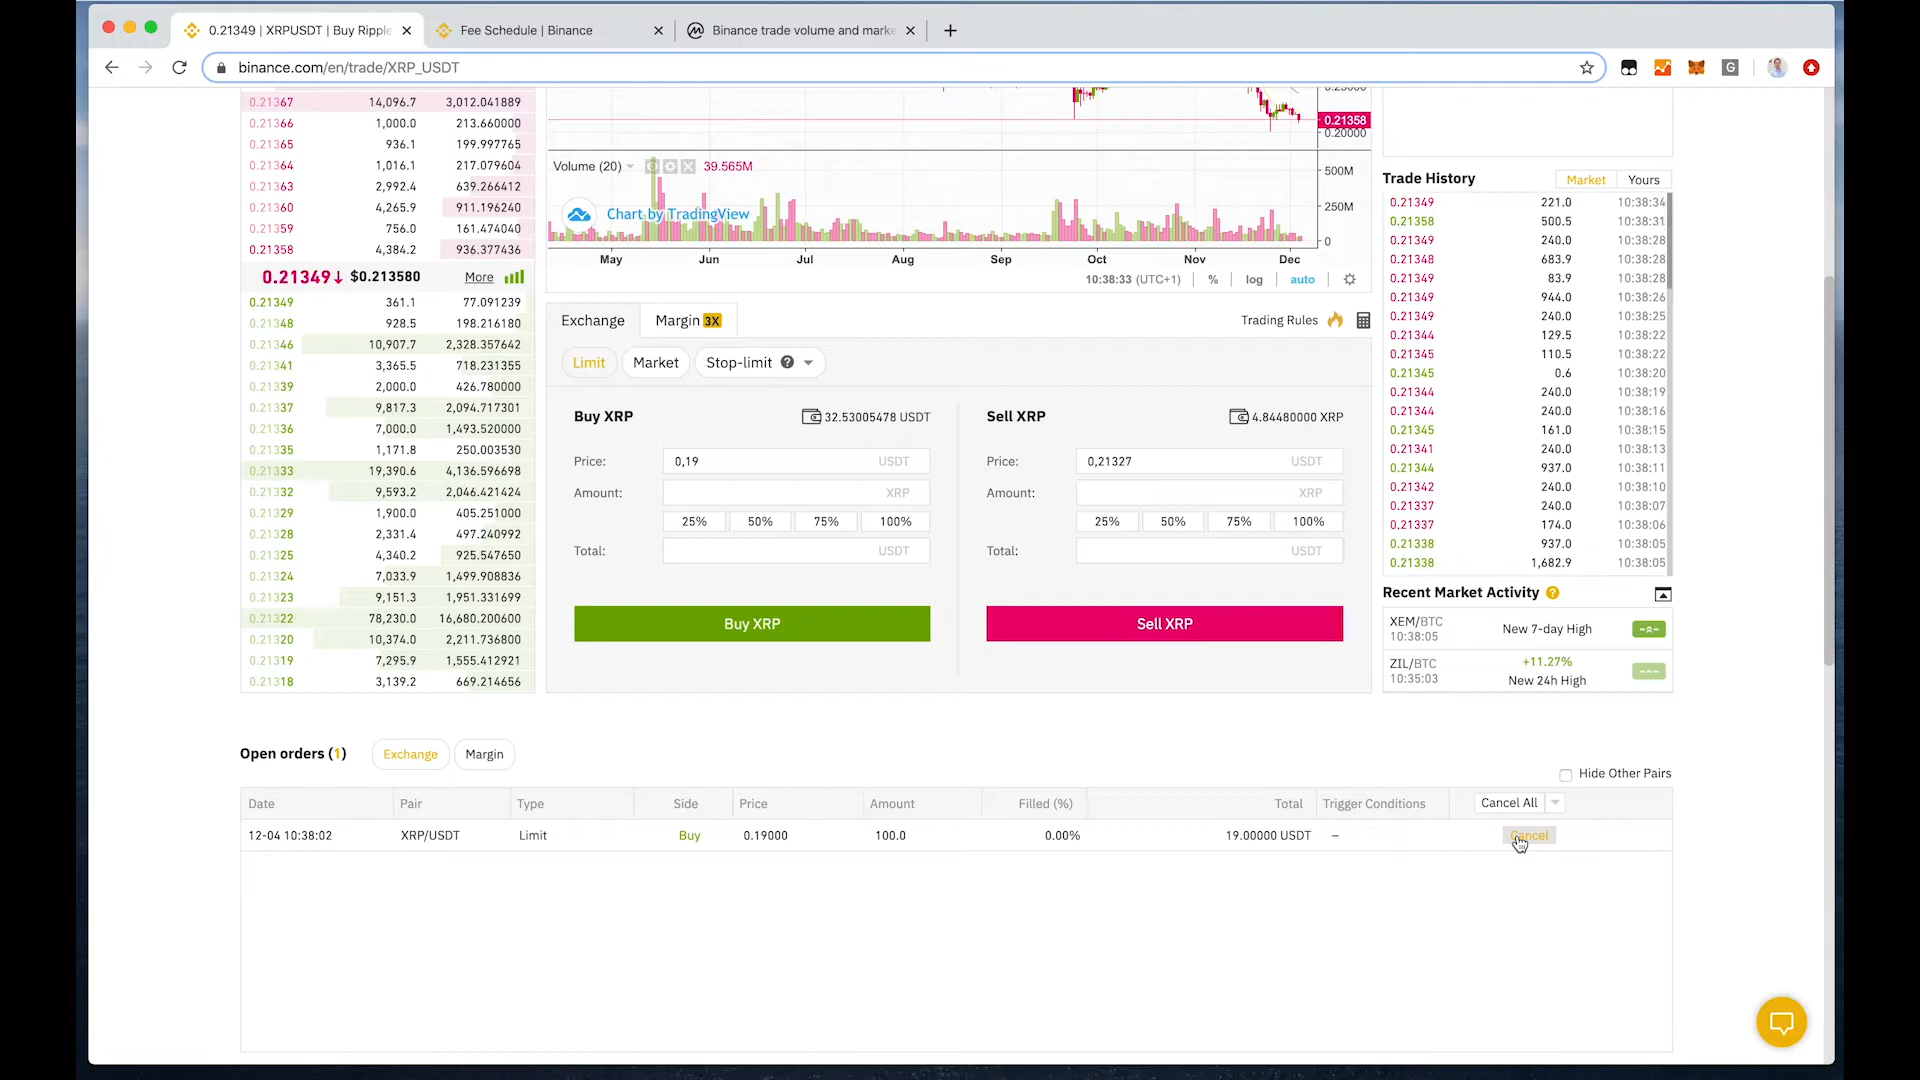 0.21349 | XRPUSDT | Buy Ripple
Fee Schedule | Binance
Binance trade volume and marke
binance.com/en/trade/XRP_USDT
0.21367 14,096.7 3,012.041889
0.21366 1,000.0 213.660000
0.21365 936.1 199.997765
0.21364 1,016.1 217.079604
0.21363 2,992.4 639.266412
0.21360 4,265.9 911.196240
0.21359 756.0 161.474040
0.21358 4,384.2 936.377436
0.21349↓ $0.213580 More
0.21349 361.1 77.091239
0.21348 928.5 198.216180
0.21346 10,907.7 2,328.357642
0.21341 3,365.5 718.231355
0.21339 2,000.0 426.780000
0.21337 9,817.3 2,094.717301
0.21336 7,000.0 1,493.520000
0.21335 1,171.8 250.003530
0.21333 19,390.6 4,136.596698
0.21332 9,593.2 2,046.421424
0.21329 1,900.0 405.251000
0.21328 2,331.4 497.240992
0.21325 4,340.2 925.547650
0.21324 7,033.9 1,499.908836
0.21323 9,151.3 1,951.331699
0.21322 78,230.0 16,680.200600
0.21320 10,374.0 2,211.736800
0.21319 7,295.9 1,555.412921
0.21318 3,139.2 669.214656
0.21358
0.20000
Volume (20) 39.565M
500M
250M
0
Chart by TradingView
May Jun Jul Aug Sep Oct Nov Dec
10:38:33 (UTC+1) % log auto
Exchange Margin 3X Trading Rules
Limit Market Stop-limit ?
Buy XRP 32.53005478 USDT
Price: 0,19 USDT
Amount: XRP
25% 50% 75% 100%
Total: USDT
Buy XRP
Sell XRP 4.84480000 XRP
Price: 0,21327 USDT
Amount: XRP
25% 50% 75% 100%
Total: USDT
Sell XRP
Trade History Market Yours
0.21349 221.0 10:38:34
0.21358 500.5 10:38:31
0.21349 240.0 10:38:28
0.21348 683.9 10:38:28
0.21349 83.9 10:38:28
0.21349 944.0 10:38:26
0.21349 240.0 10:38:25
0.21344 129.5 10:38:22
0.21345 110.5 10:38:22
0.21345 0.6 10:38:20
0.21344 240.0 10:38:19
0.21344 240.0 10:38:16
0.21345 161.0 10:38:15
0.21341 240.0 10:38:13
0.21344 937.0 10:38:11
0.21342 240.0 10:38:10
0.21337 240.0 10:38:07
0.21337 174.0 10:38:06
0.21338 937.0 10:38:05
0.21338 1,682.9 10:38:05
Recent Market Activity ?
XEM/BTC
10:38:05
New 7-day High
ZIL/BTC
10:35:03
+11.27%
New 24h High
Open orders (1) Exchange Margin
Hide Other Pairs
Date Pair Type Side Price Amount Filled (%) Total Trigger Conditions Cancel All
12-04 10:38:02 XRP/USDT Limit Buy 0.19000 100.0 0.00% 19.00000 USDT – Cancel